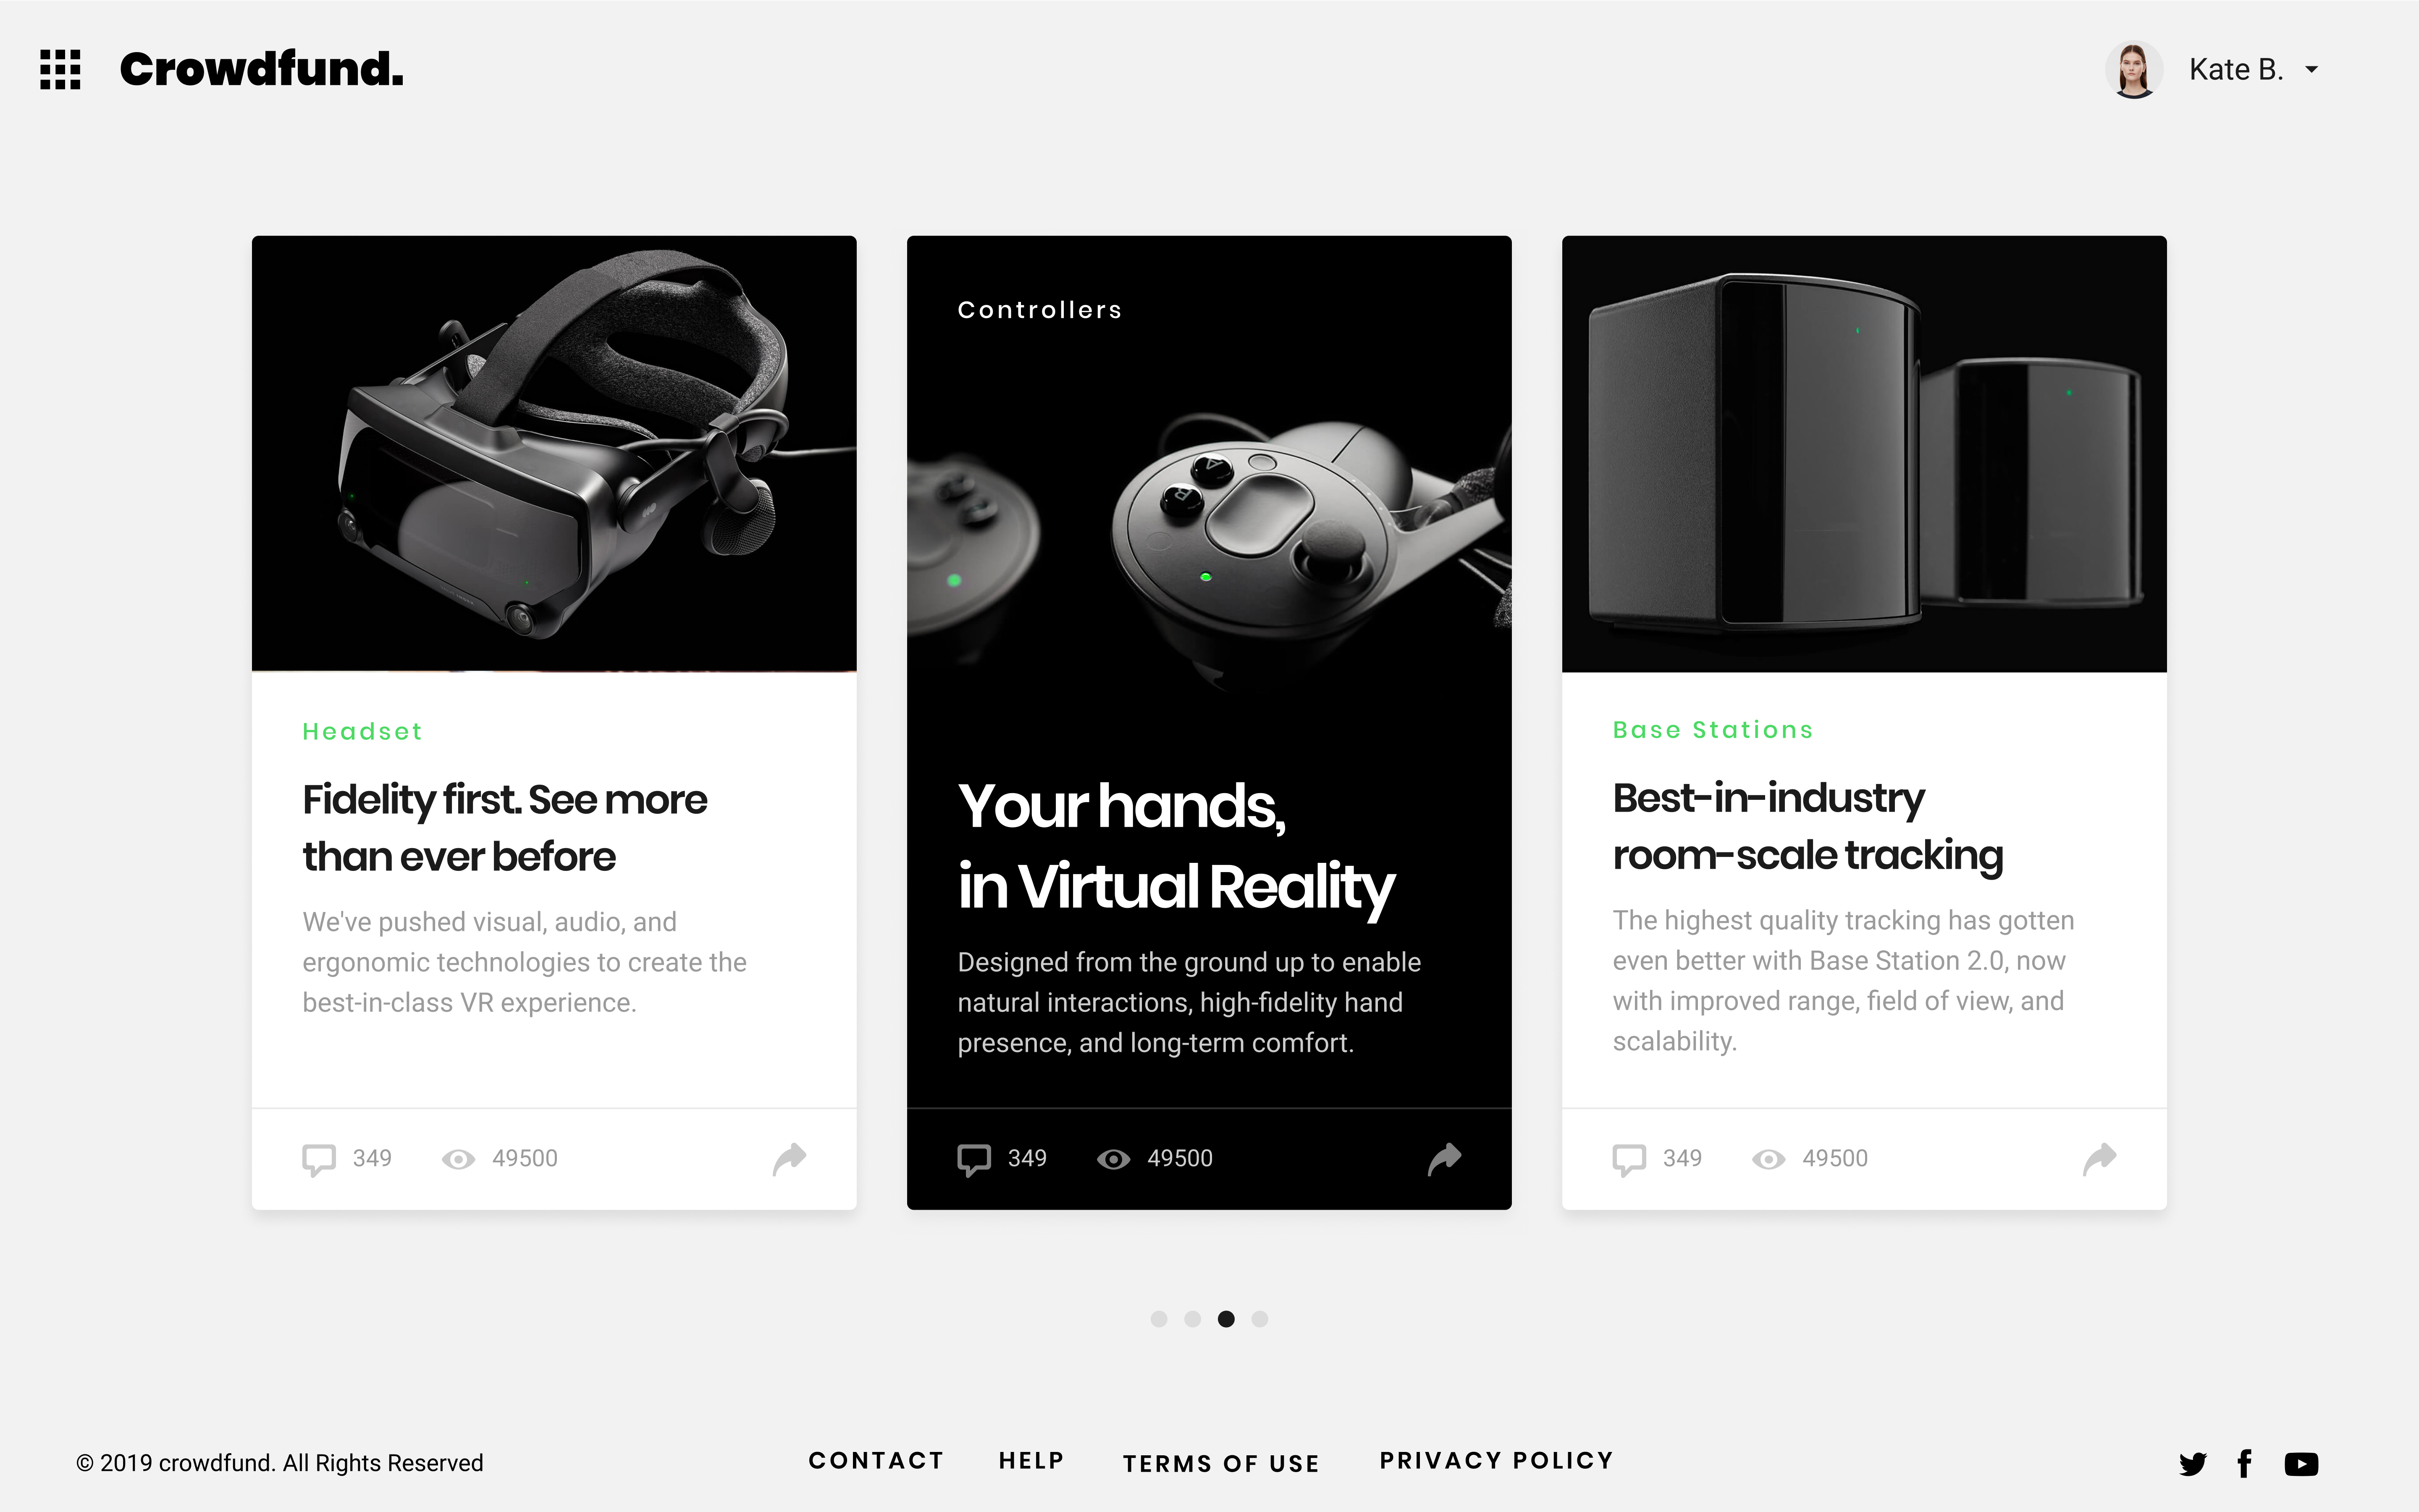 Crowdfund.
Kate B.
Headset
Fidelity first. See more
than ever before
We've pushed visual, audio, and
ergonomic technologies to create the
best-in-class VR experience.
349
49500
Controllers
A
B
Your hands,
in Virtual Reality
Designed from the ground up to enable
natural interactions, high-fidelity hand
presence, and long-term comfort.
349
49500
Base Stations
Best-in-industry
room-scale tracking
The highest quality tracking has gotten
even better with Base Station 2.0, now
with improved range, field of view, and
scalability.
349
49500
© 2019 crowdfund. All Rights Reserved
CONTACT
HELP
TERMS OF USE
PRIVACY POLICY